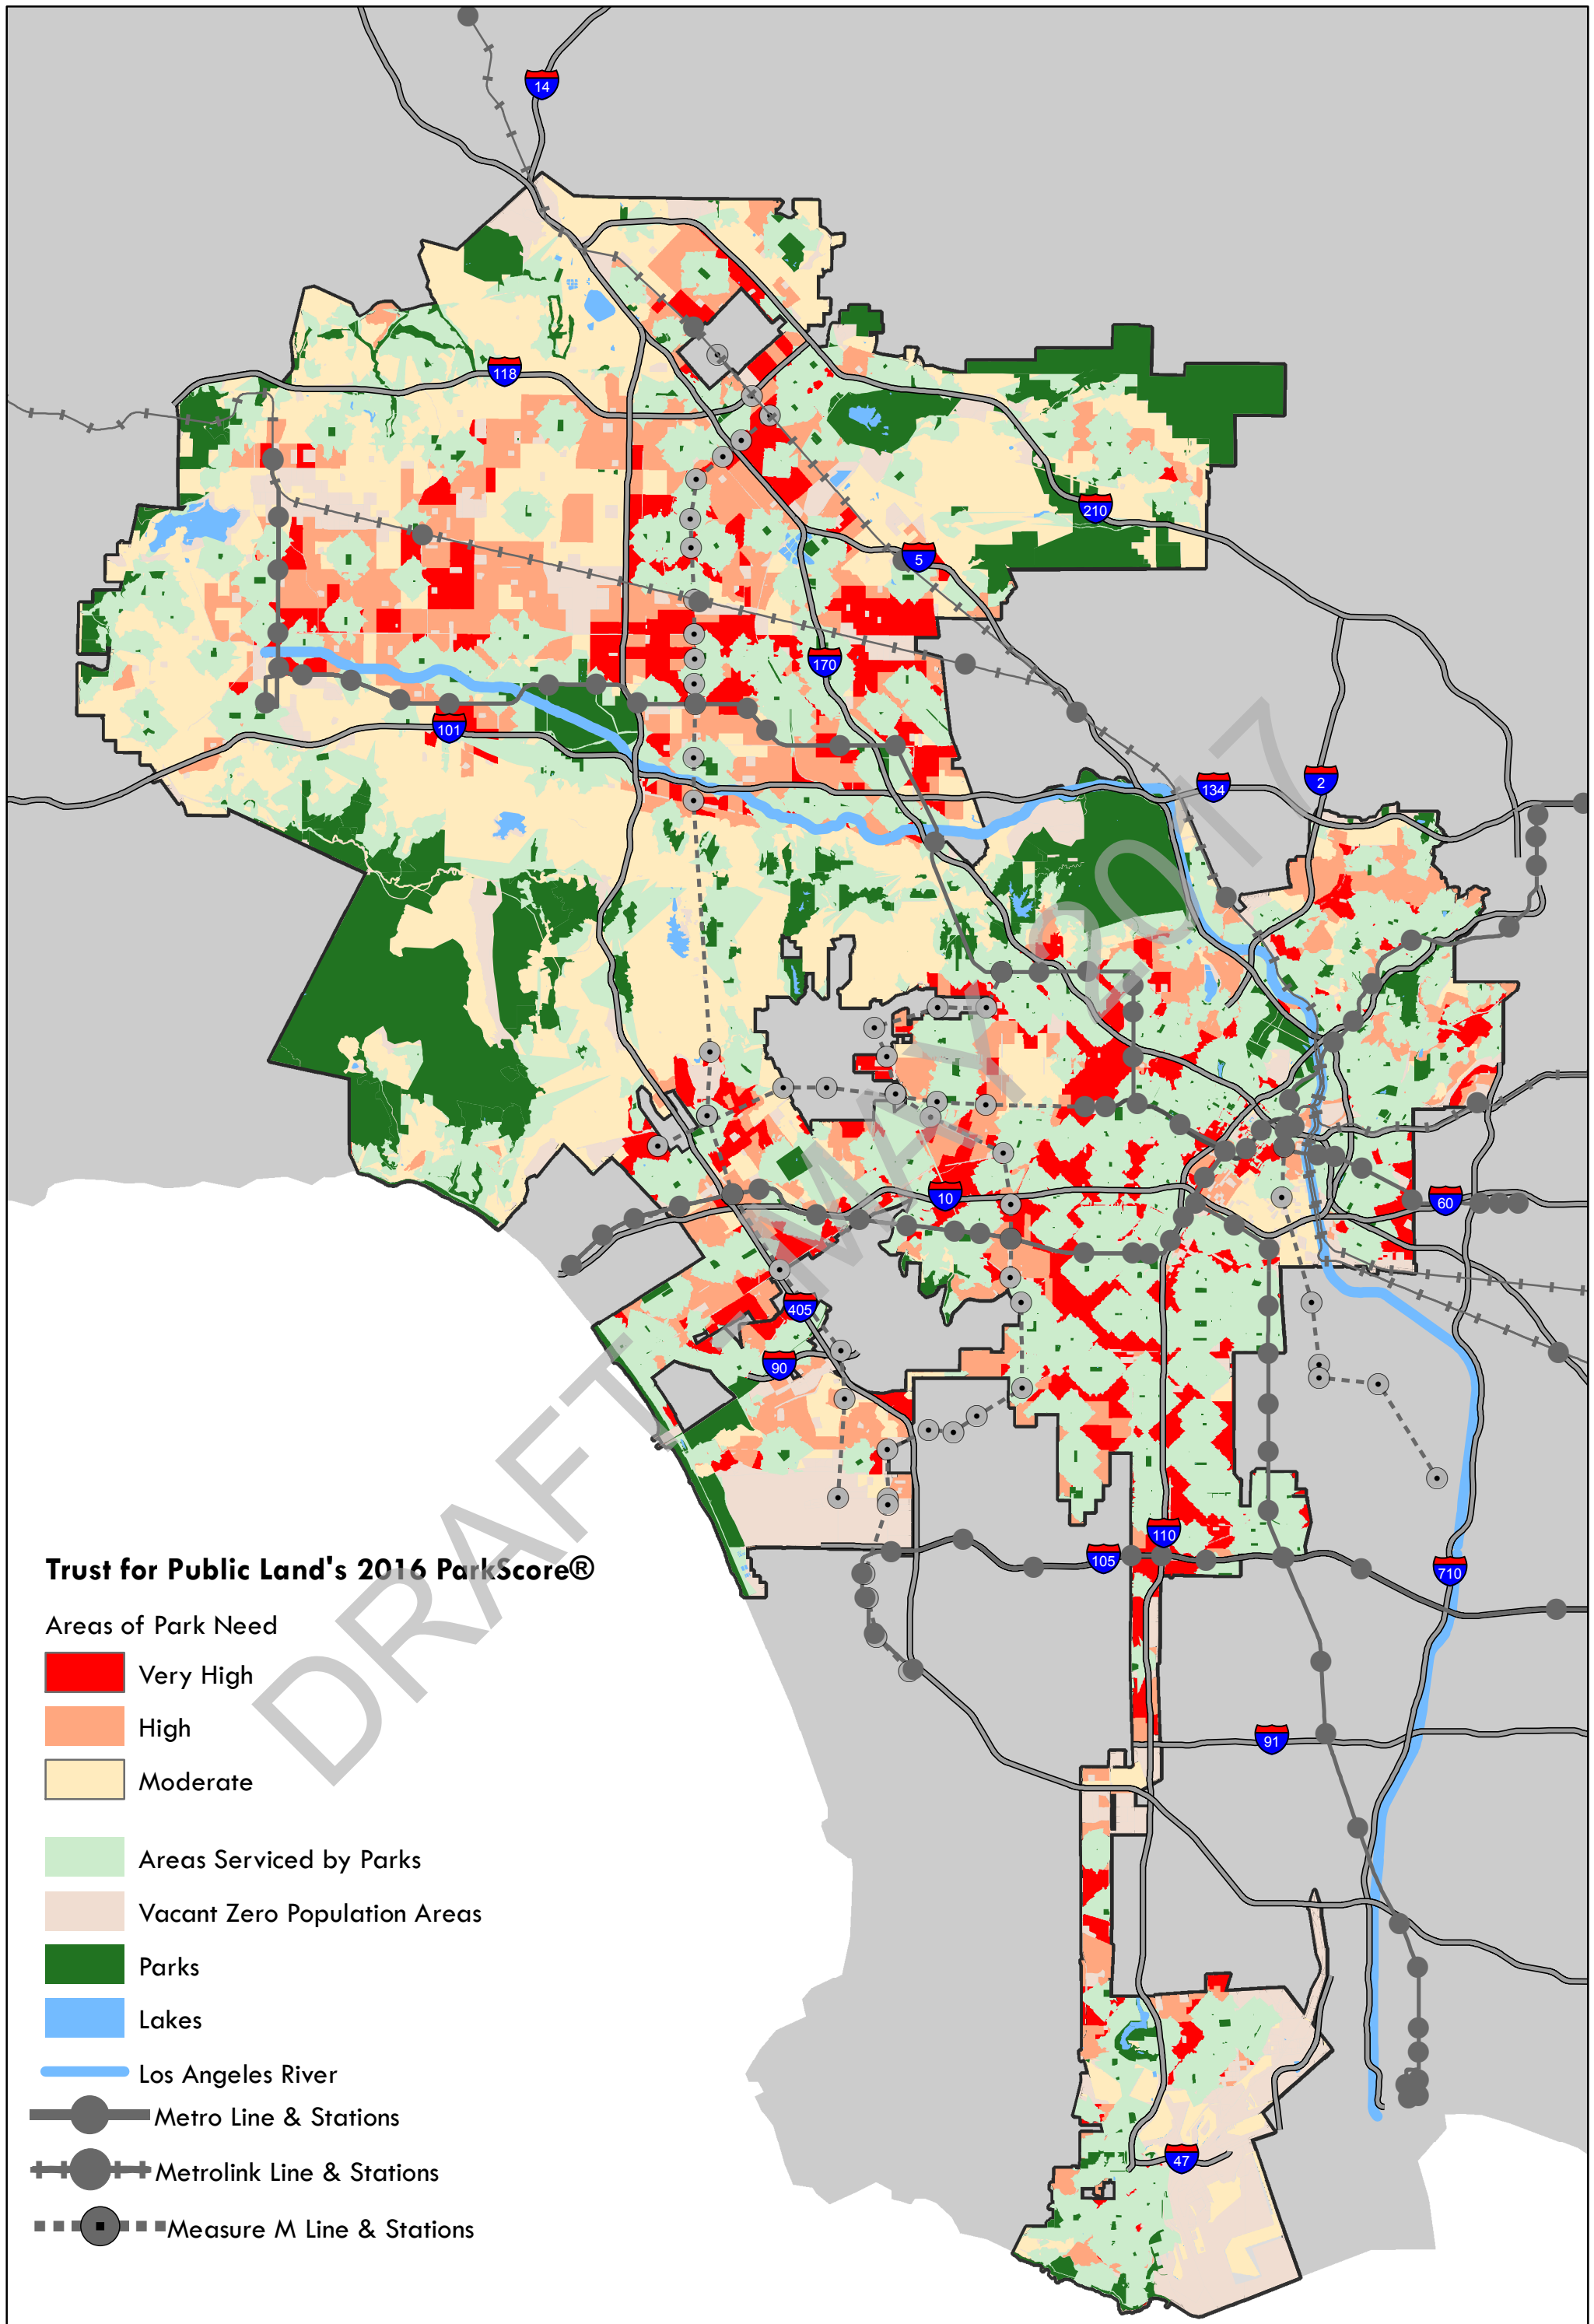 14
118
210
5
170
101
134
2
10
60
405
90
110
105
710
91
47
DRAFT - MAY 2017
Trust for Public Land's 2016 ParkScore®
Areas of Park Need
Very High
High
Moderate
Areas Serviced by Parks
Vacant Zero Population Areas
Parks
Lakes
Los Angeles River
Metro Line & Stations
Metrolink Line & Stations
Measure M Line & Stations